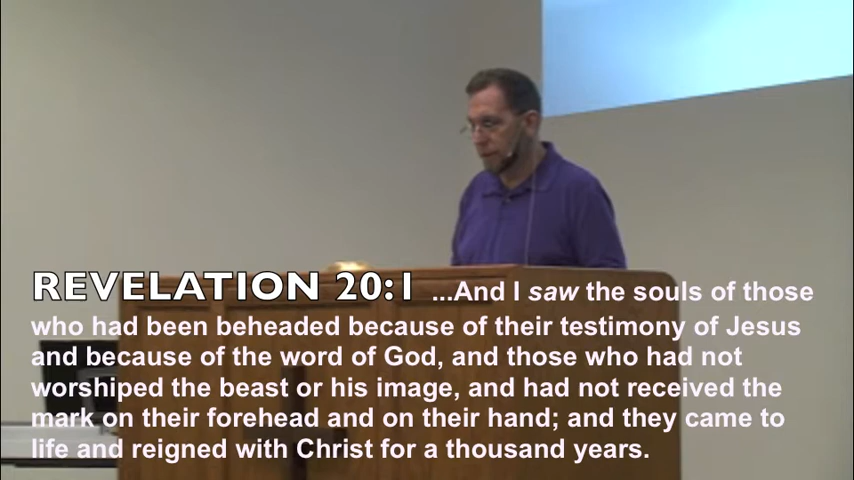 REVELATION 20:1 ...And I saw the souls of those
who had been beheaded because of their testimony of Jesus
and because of the word of God, and those who had not
worshiped the beast or his image, and had not received the
mark on their forehead and on their hand; and they came to
life and reigned with Christ for a thousand years.